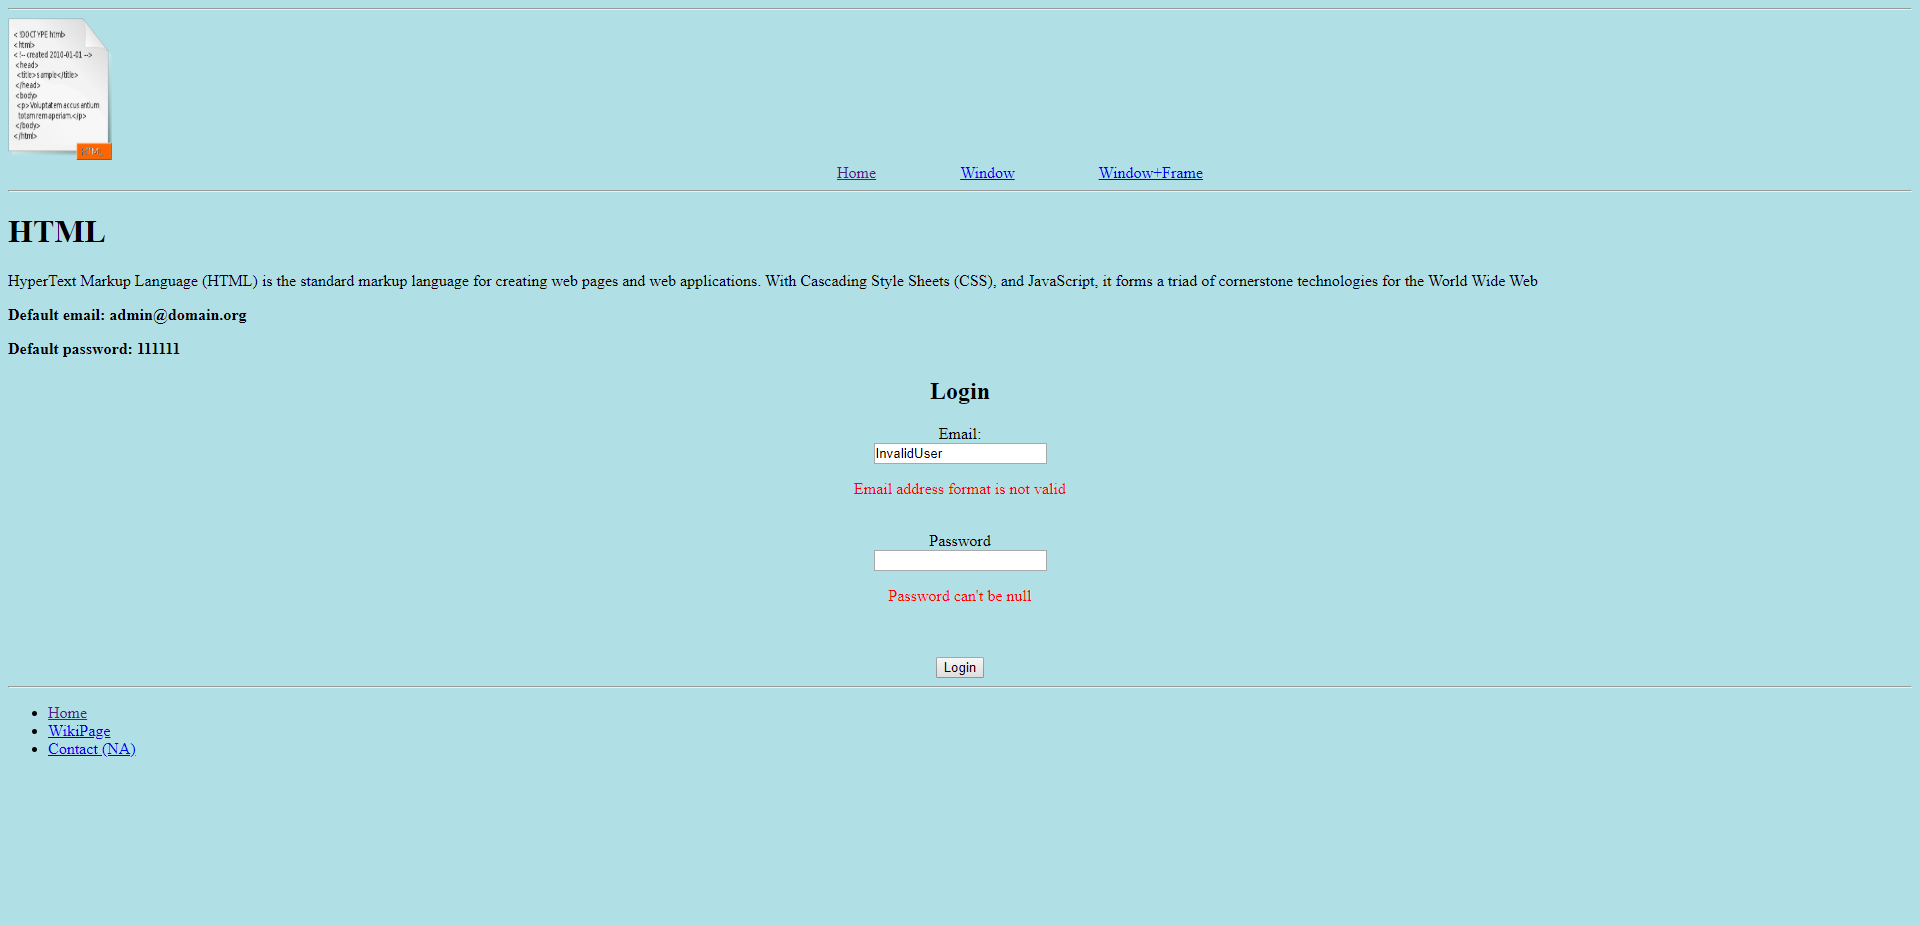 < !DOCTYPE html>
< html>
< !-- created 2010-01-01 -->
<head>
<title>sample</title>
</head>
<body>
<p>Voluptatem accusantium
totam rem aperiam.</p>
</body>
</html>
HTML
Home Window Window+Frame
HTML
HyperText Markup Language (HTML) is the standard markup language for creating web pages and web applications. With Cascading Style Sheets (CSS), and JavaScript, it forms a triad of cornerstone technologies for the World Wide Web
Default email: admin@domain.org
Default password: 111111
Login
Email:
InvalidUser
Email address format is not valid
Password
Password can't be null
Login
Home
WikiPage
Contact (NA)